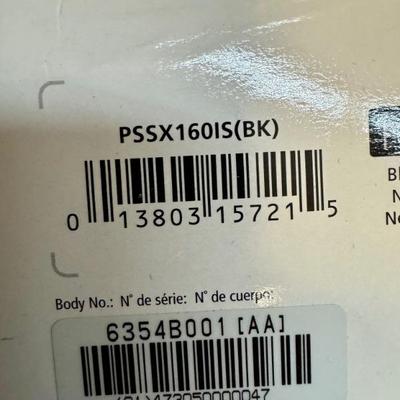 PSSX160IS(BK)
0 13803 15721 5
Body No.: N° de série: N° de cuerpo:
6354B001 [AA]